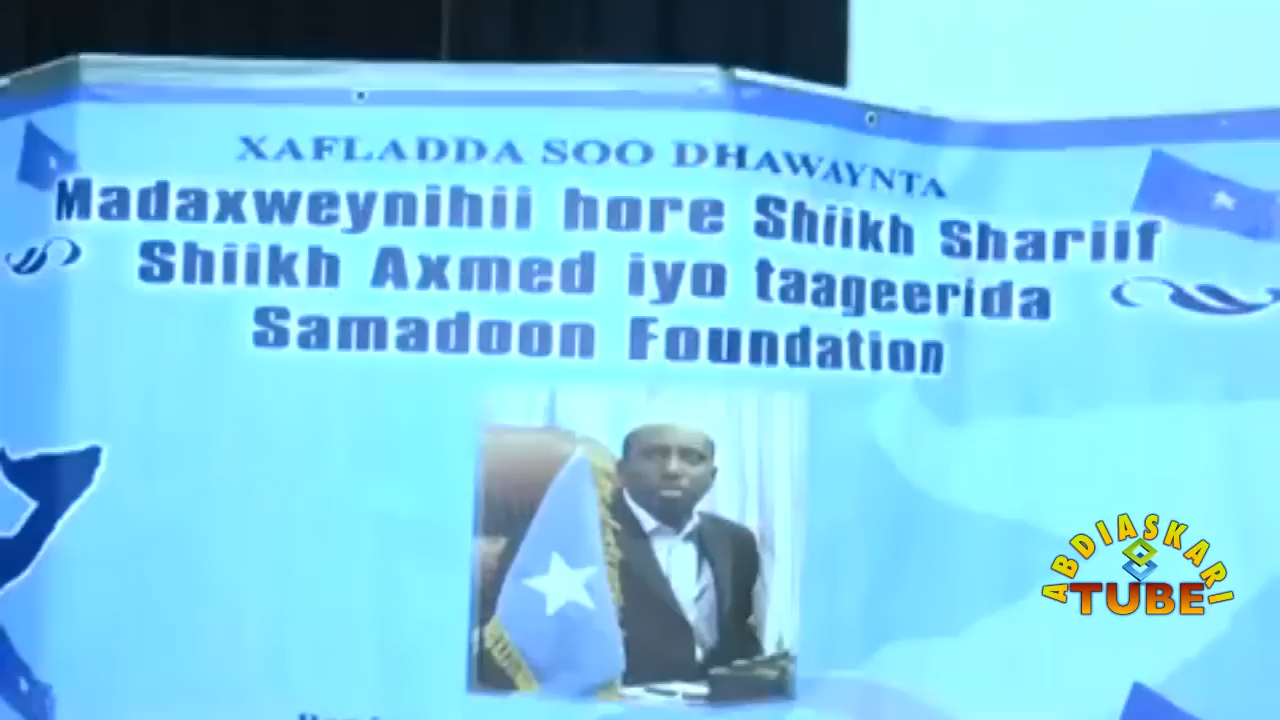 XAFLADDA SOO DHAWAYNTA
Madaxweynihii hore Shiikh Shariif
Shiikh Axmed iyo taageerida
Samadoon Foundation
ABDIASKARI
TUBE